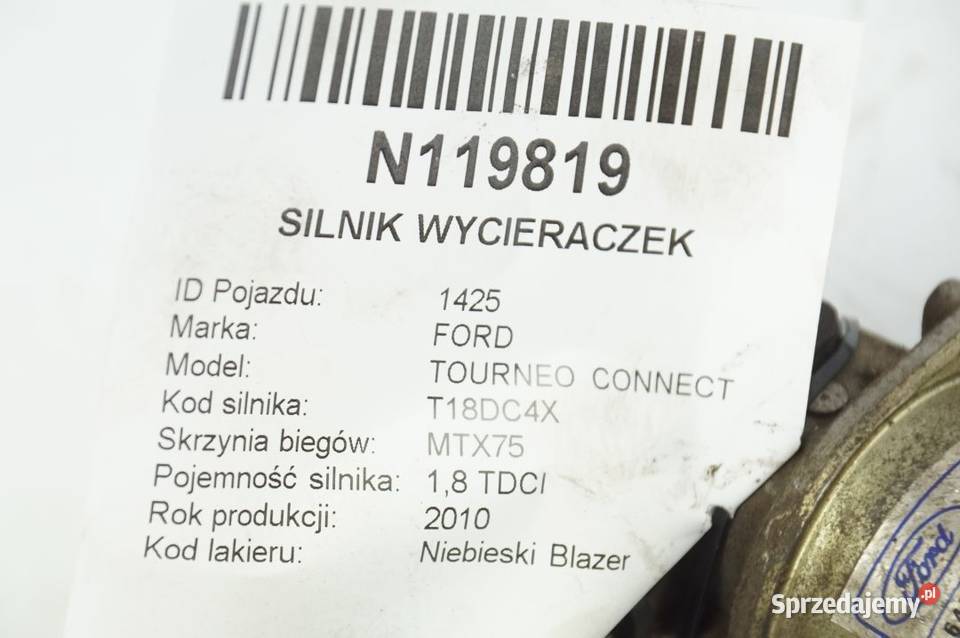 N119819
SILNIK WYCIERACZEK
ID Pojazdu: 1425
Marka: FORD
Model: TOURNEO CONNECT
Kod silnika: T18DC4X
Skrzynia biegów: MTX75
Pojemność silnika: 1,8 TDCI
Rok produkcji: 2010
Kod lakieru: Niebieski Blazer
Ford
Sprzedajemy.pl